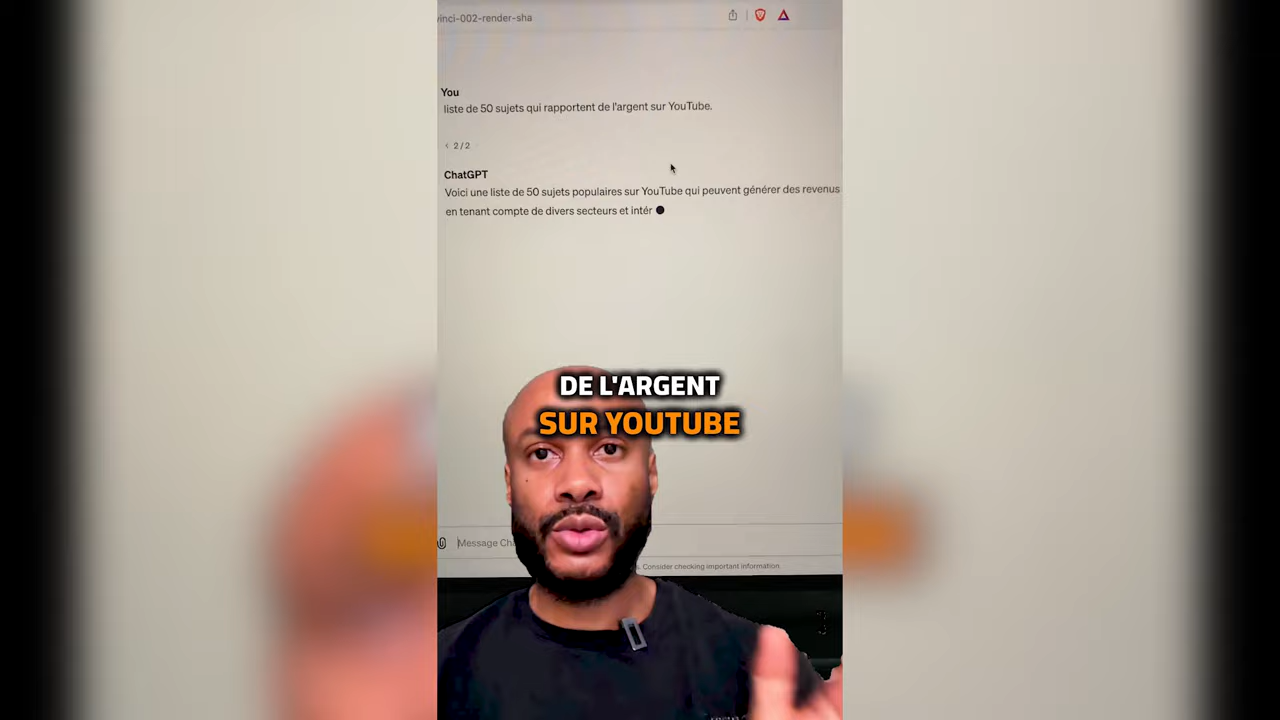 vinci-002-render-sha
You
liste de 50 sujets qui rapportent de l'argent sur YouTube.
< 2/2
ChatGPT
Voici une liste de 50 sujets populaires sur YouTube qui peuvent générer des revenus
en tenant compte de divers secteurs et intér
DE L'ARGENT
SUR YOUTUBE
Message Ch
Consider checking important information.